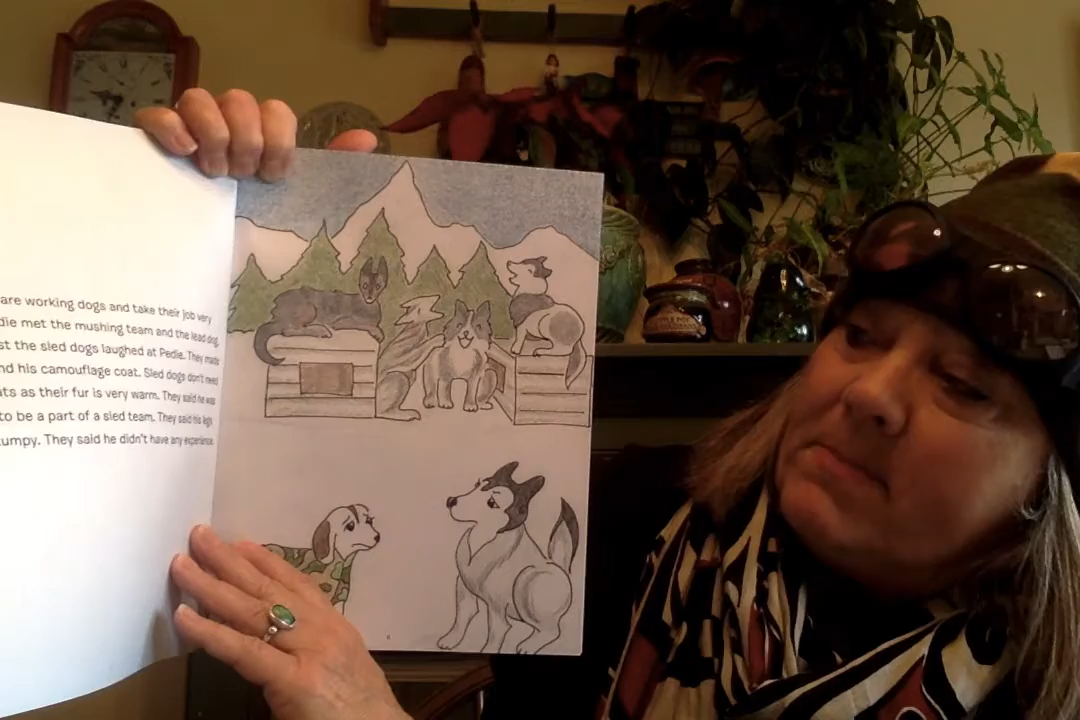 are working dogs and take their job very
die met the mushing team and the lead dog,
st the sled dogs laughed at Pedie. They made
nd his camouflage coat. Sled dogs don't need
ats as their fur is very warm. They said he was
to be a part of a sled team. They said his legs
umpy. They said he didn't have any experience.